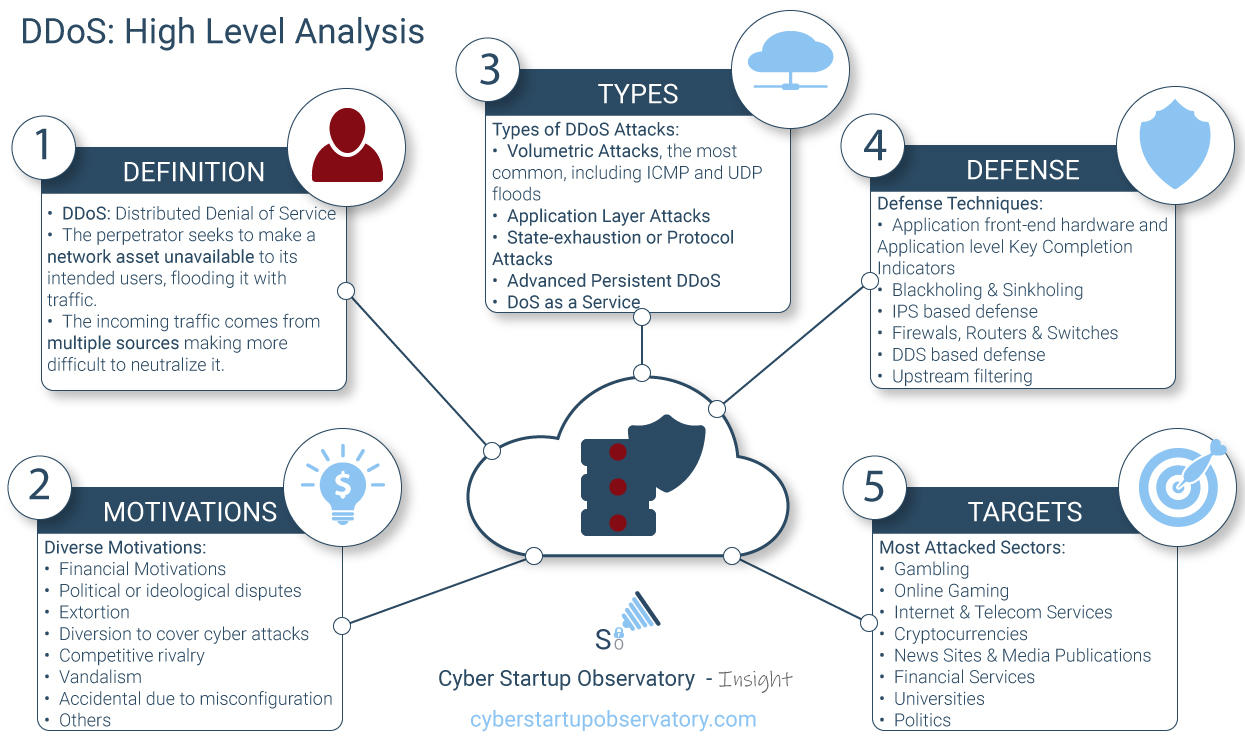 DDoS: High Level Analysis
1
DEFINITION
• DDoS: Distributed Denial of Service
• The perpetrator seeks to make a
network asset unavailable to its
intended users, flooding it with
traffic.
• The incoming traffic comes from
multiple sources making more
difficult to neutralize it.
2
MOTIVATIONS
$
Diverse Motivations:
• Financial Motivations
• Political or ideological disputes
• Extortion
• Diversion to cover cyber attacks
• Competitive rivalry
• Vandalism
• Accidental due to misconfiguration
• Others
3
TYPES
Types of DDoS Attacks:
• Volumetric Attacks, the most
common, including ICMP and UDP
floods
• Application Layer Attacks
• State-exhaustion or Protocol
Attacks
• Advanced Persistent DDoS
• DoS as a Service
4
DEFENSE
Defense Techniques:
• Application front-end hardware and
Application level Key Completion
Indicators
• Blackholing & Sinkholing
• IPS based defense
• Firewals, Routers & Switches
• DDS based defense
• Upstream filtering
5
TARGETS
Most Attacked Sectors:
• Gambling
• Online Gaming
• Internet & Telecom Services
• Cryptocurrencies
• News Sites & Media Publications
• Financial Services
• Universities
• Politics
S
Cyber Startup Observatory - Insight
cyberstartupobservatory.com